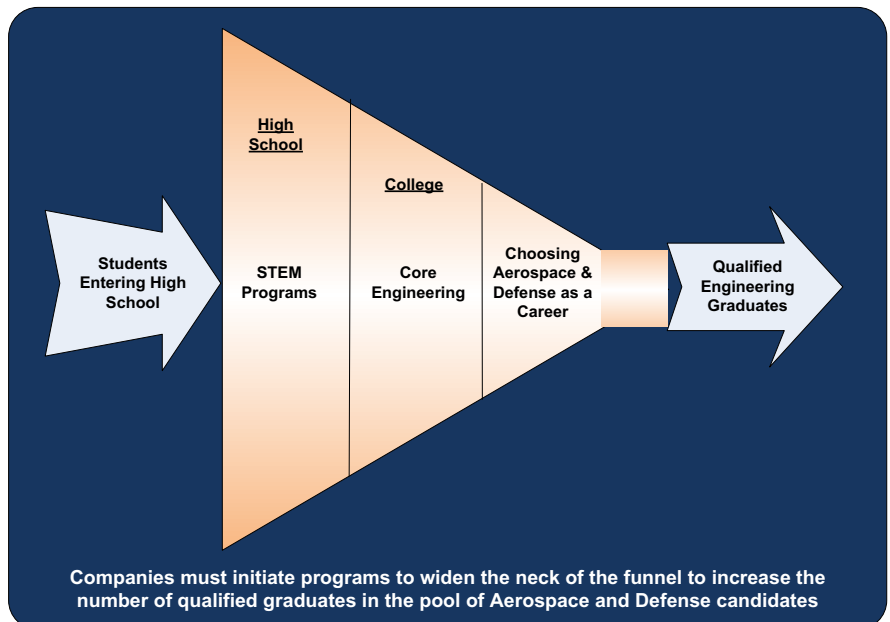 High
School
College
Students
Entering High
School
STEM
Programs
Core
Engineering
Choosing
Aerospace &
Defense as a
Career
Qualified
Engineering
Graduates
Companies must initiate programs to widen the neck of the funnel to increase the
number of qualified graduates in the pool of Aerospace and Defense candidates